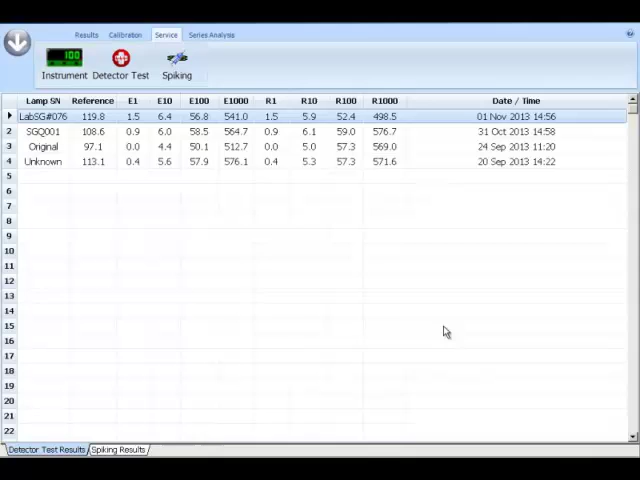 Results Calibration Service Series Analysis
100
Instrument Detector Test Spiking
Lamp SN Reference E1 E10 E100 E1000 R1 R10 R100 R1000 Date / Time
LabSG#076 119.8 1.5 6.4 56.8 541.0 1.5 5.9 52.4 498.5 01 Nov 2013 14:56
2 SGQ001 108.6 0.9 6.0 58.5 564.7 0.9 6.1 59.0 576.7 31 Oct 2013 14:58
3 Original 97.1 0.0 4.4 50.1 512.7 0.0 5.0 57.3 569.0 24 Sep 2013 11:20
4 Unknown 113.1 0.4 5.6 57.9 576.1 0.4 5.3 57.3 571.6 20 Sep 2013 14:22
5
6
7
8
9
10
11
12
13
14
15
16
17
18
19
20
21
22
Detector Test Results Spiking Results